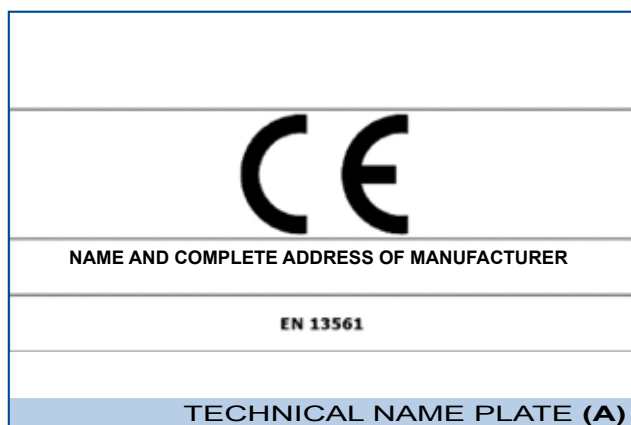 CE
NAME AND COMPLETE ADDRESS OF MANUFACTURER
EN 13561
TECHNICAL NAME PLATE (A)